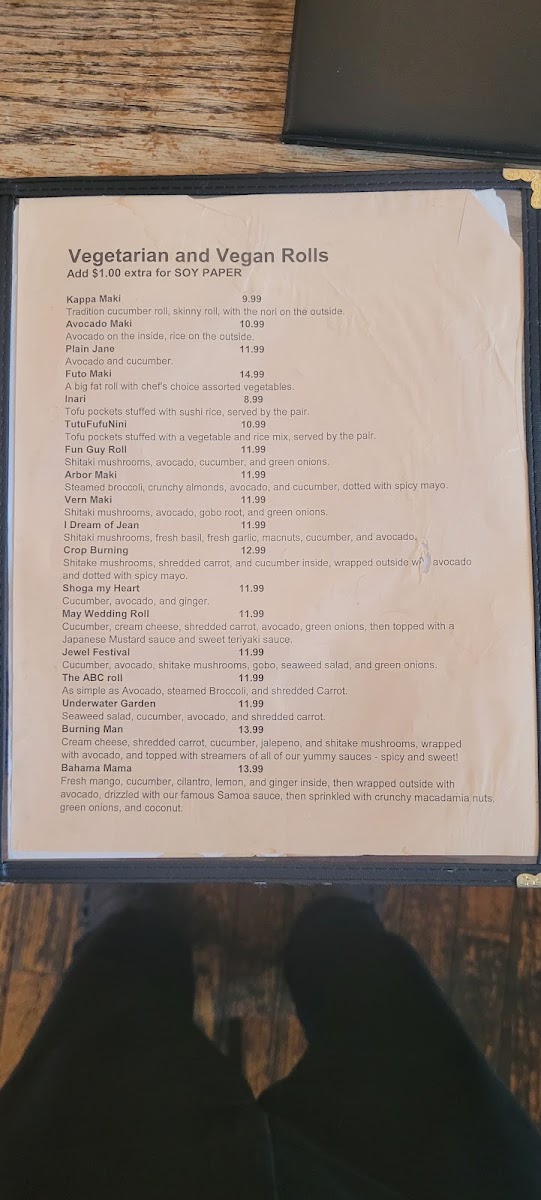 Vegetarian and Vegan Rolls
Add $1.00 extra for SOY PAPER
Kappa Maki 9.99
Tradition cucumber roll, skinny roll, with the nori on the outside.
Avocado Maki 10.99
Avocado on the inside, rice on the outside.
Plain Jane 11.99
Avocado and cucumber.
Futo Maki 14.99
A big fat roll with chef's choice assorted vegetables.
Inari 8.99
Tofu pockets stuffed with sushi rice, served by the pair.
TutuFufuNini 10.99
Tofu pockets stuffed with a vegetable and rice mix, served by the pair.
Fun Guy Roll 11.99
Shitaki mushrooms, avocado, cucumber, and green onions.
Arbor Maki 11.99
Steamed broccoli, crunchy almonds, avocado, and cucumber, dotted with spicy mayo.
Vern Maki 11.99
Shitaki mushrooms, avocado, gobo root, and green onions.
I Dream of Jean 11.99
Shitaki mushrooms, fresh basil, fresh garlic, macnuts, cucumber, and avocado.
Crop Burning 12.99
Shitake mushrooms, shredded carrot, and cucumber inside, wrapped outside avocado
and dotted with spicy mayo.
Shoga my Heart 11.99
Cucumber, avocado, and ginger.
May Wedding Roll 11.99
Cucumber, cream cheese, shredded carrot, avocado, green onions, then topped with a
Japanese Mustard sauce and sweet teriyaki sauce.
Jewel Festival 11.99
Cucumber, avocado, shitake mushrooms, gobo, seaweed salad, and green onions.
The ABC roll 11.99
As simple as Avocado, steamed Broccoli, and shredded Carrot.
Underwater Garden 11.99
Seaweed salad, cucumber, avocado, and shredded carrot.
Burning Man 13.99
Cream cheese, shredded carrot, cucumber, jalepeno, and shitake mushrooms, wrapped
with avocado, and topped with streamers of all of our yummy sauces - spicy and sweet!
Bahama Mama 13.99
Fresh mango, cucumber, cilantro, lemon, and ginger inside, then wrapped outside with
avocado, drizzled with our famous Samoa sauce, then sprinkled with crunchy macadamia nuts,
green onions, and coconut.